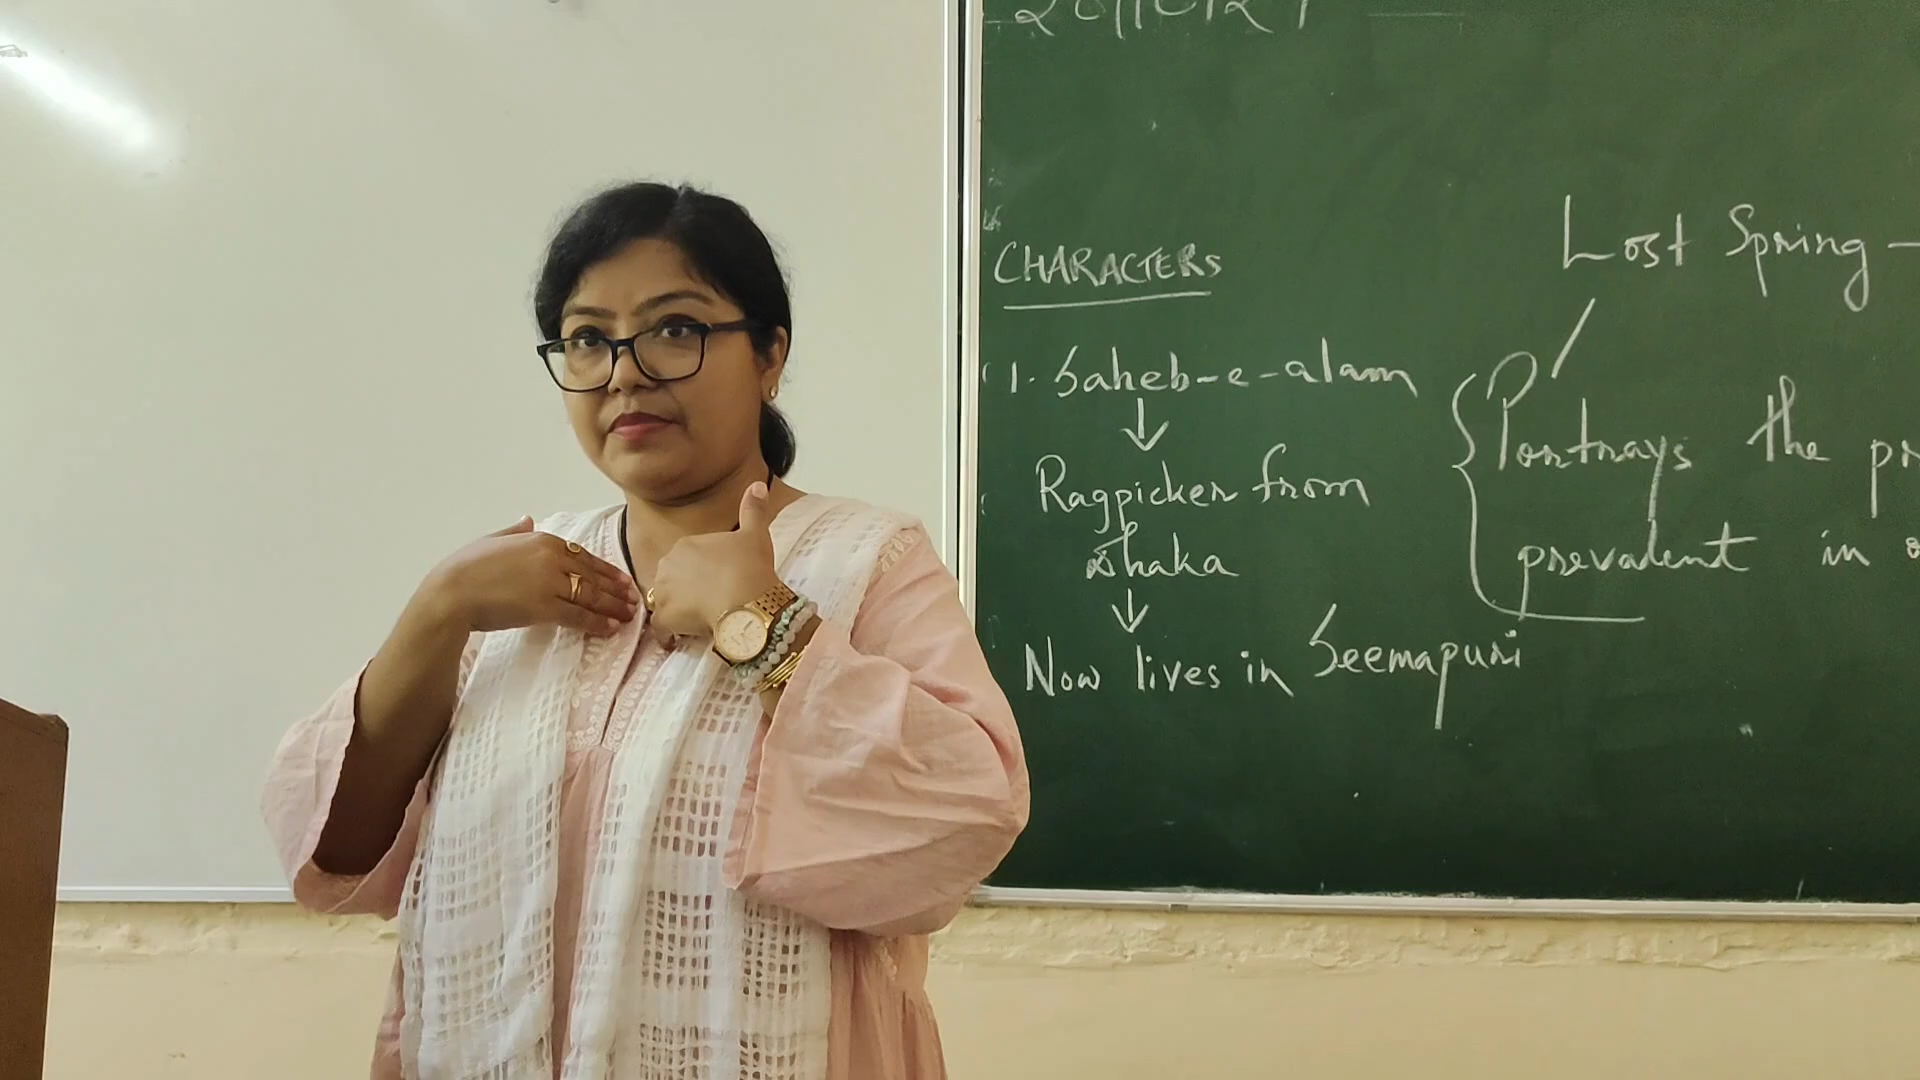 CHARACTERS
1. Saheb-e-alam
↓
Ragpicker from
Dhaka
↓
Now lives in Seemapuri
Lost Spring –
Portrays the
prevalent in